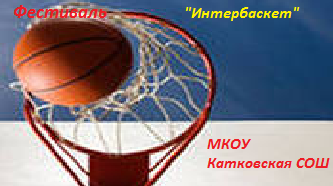 Фестиваль "Интербаскет"
МКОУ
Катковская СОШ